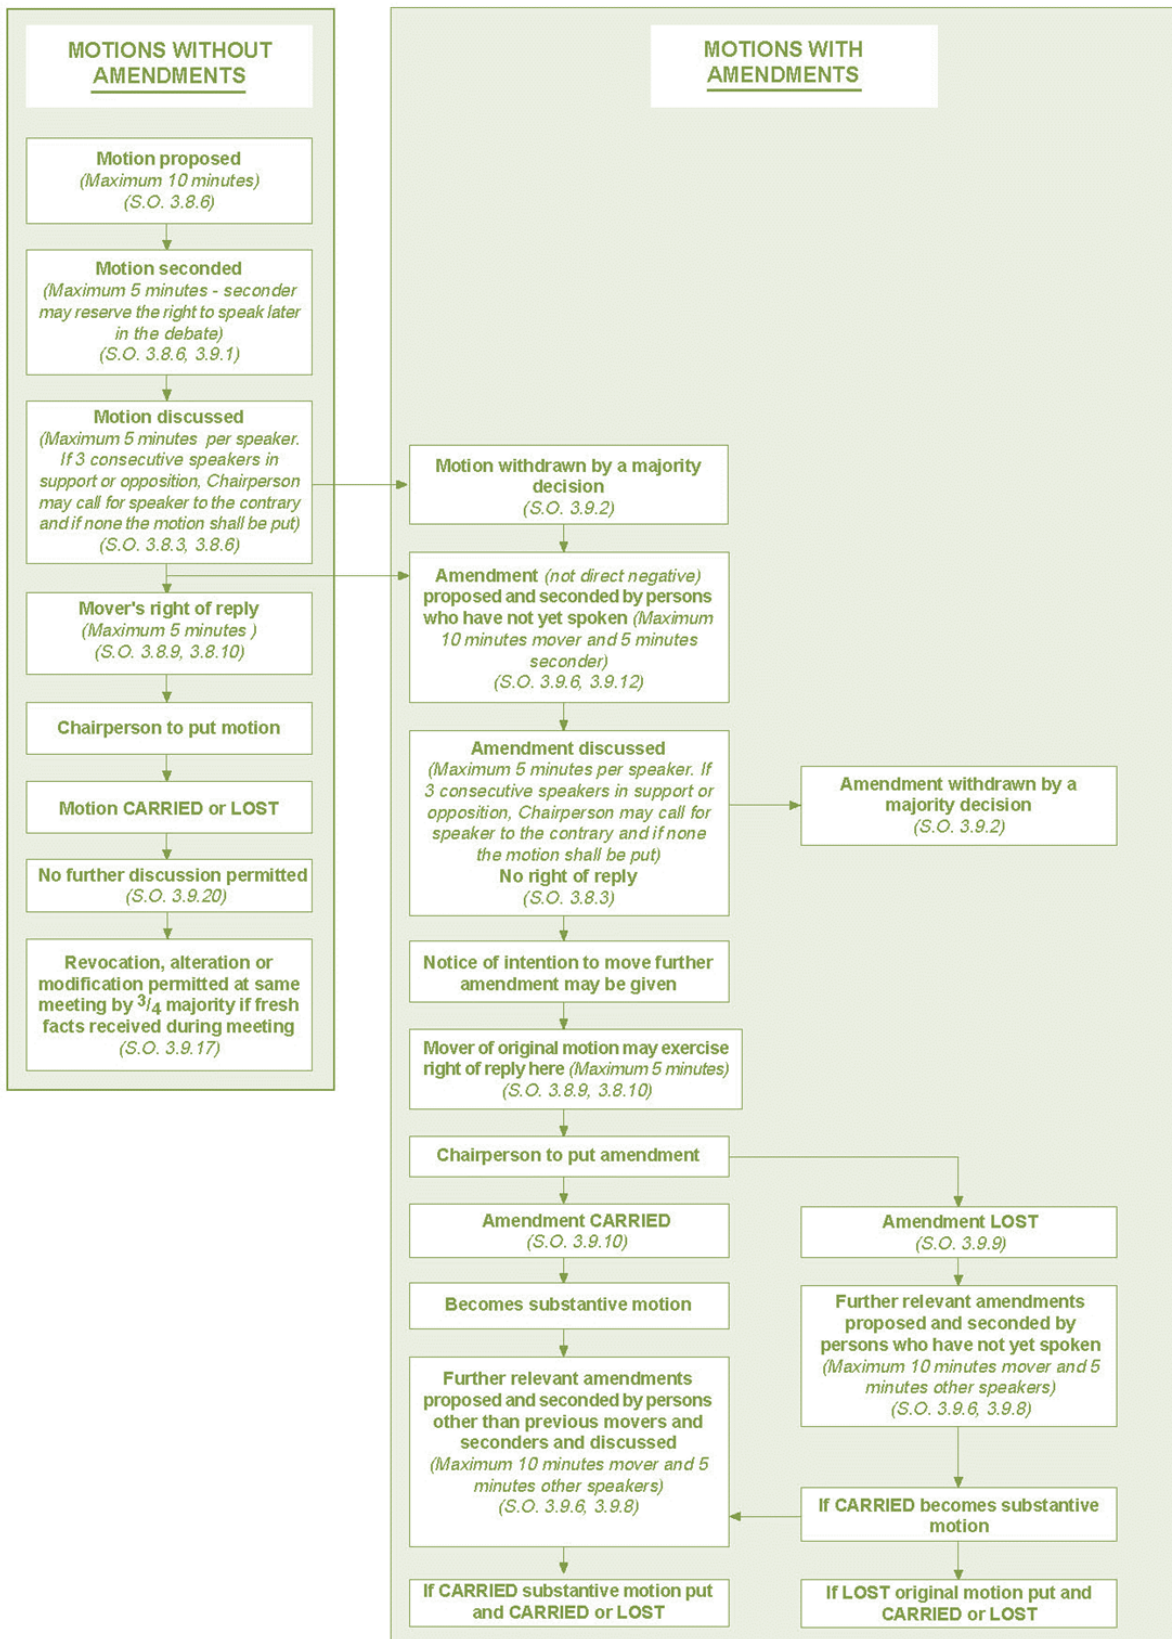 MOTIONS WITHOUT
AMENDMENTS
Motion proposed
(Maximum 10 minutes)
(S.O. 3.8.6)
Motion seconded
(Maximum 5 minutes - seconder
may reserve the right to speak later
in the debate)
(S.O. 3.8.6, 3.9.1)
Motion discussed
(Maximum 5 minutes per speaker.
If 3 consecutive speakers in
support or opposition, Chairperson
may call for speaker to the contrary
and if none the motion shall be put)
(S.O. 3.8.3, 3.8.6)
Mover's right of reply
(Maximum 5 minutes )
(S.O. 3.8.9, 3.8.10)
Chairperson to put motion
Motion CARRIED or LOST
No further discussion permitted
(S.O. 3.9.20)
Revocation, alteration or
modification permitted at same
meeting by 3/4 majority if fresh
facts received during meeting
(S.O. 3.9.17)
MOTIONS WITH
AMENDMENTS
Motion withdrawn by a majority
decision
(S.O. 3.9.2)
Amendment (not direct negative)
proposed and seconded by persons
who have not yet spoken (Maximum
10 minutes mover and 5 minutes
seconder)
(S.O. 3.9.6, 3.9.12)
Amendment discussed
(Maximum 5 minutes per speaker. If
3 consecutive speakers in support or
opposition, Chairperson may call for
speaker to the contrary and if none
the motion shall be put)
No right of reply
(S.O. 3.8.3)
Amendment withdrawn by a
majority decision
(S.O. 3.9.2)
Notice of intention to move further
amendment may be given
Mover of original motion may exercise
right of reply here (Maximum 5 minutes)
(S.O. 3.8.9, 3.8.10)
Chairperson to put amendment
Amendment CARRIED
(S.O. 3.9.10)
Becomes substantive motion
Further relevant amendments
proposed and seconded by persons
other than previous movers and
seconders and discussed
(Maximum 10 minutes mover and 5
minutes other speakers)
(S.O. 3.9.6, 3.9.8)
If CARRIED substantive motion put
and CARRIED or LOST
Amendment LOST
(S.O. 3.9.9)
Further relevant amendments
proposed and seconded by
persons who have not yet spoken
(Maximum 10 minutes mover and 5
minutes other speakers)
(S.O. 3.9.6, 3.9.8)
If CARRIED becomes substantive
motion
If LOST original motion put and
CARRIED or LOST